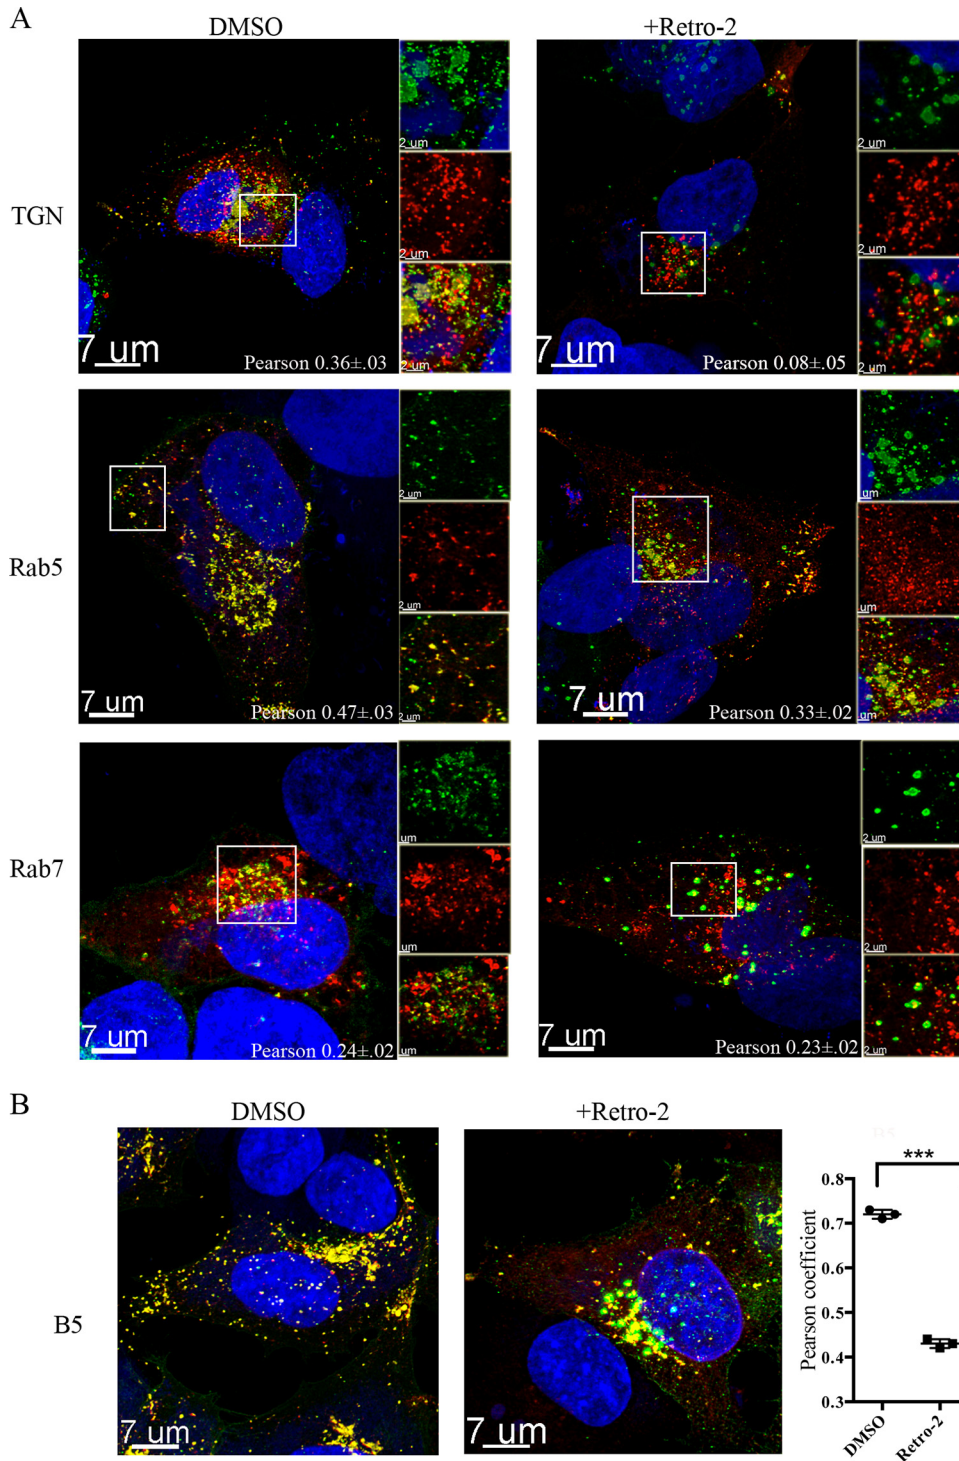 A
DMSO
+Retro-2
TGN
2 um
2 um
2 um
7 um
Pearson 0.36±.03
2 um
2 um
2 um
7 um
Pearson 0.08±.05
Rab5
2 um
2 um
2 um
7 um
Pearson 0.47±.03
um
2 um
um
7 um
Pearson 0.33±.02
Rab7
um
um
um
7 um
Pearson 0.24±.02
2 um
2 um
2 um
7 um
Pearson 0.23±.02
B
DMSO
+Retro-2
B5
7 um
7 um
***
Pearson coefficient
0.8
0.7
0.6
0.5
0.4
0.3
DMSO
Retro-2